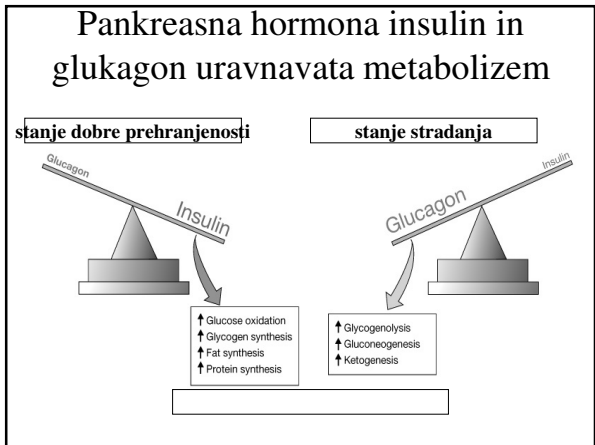 Pankreasna hormona insulin in
glukagon uravnavata metabolizem
stanje dobre prehranjenosti
stanje stradanja
Glucagon
Insulin
Insulin
Glucagon
↑ Glucose oxidation
↑ Glycogen synthesis
↑ Fat synthesis
↑ Protein synthesis
↑ Glycogenolysis
↑ Gluconeogenesis
↑ Ketogenesis